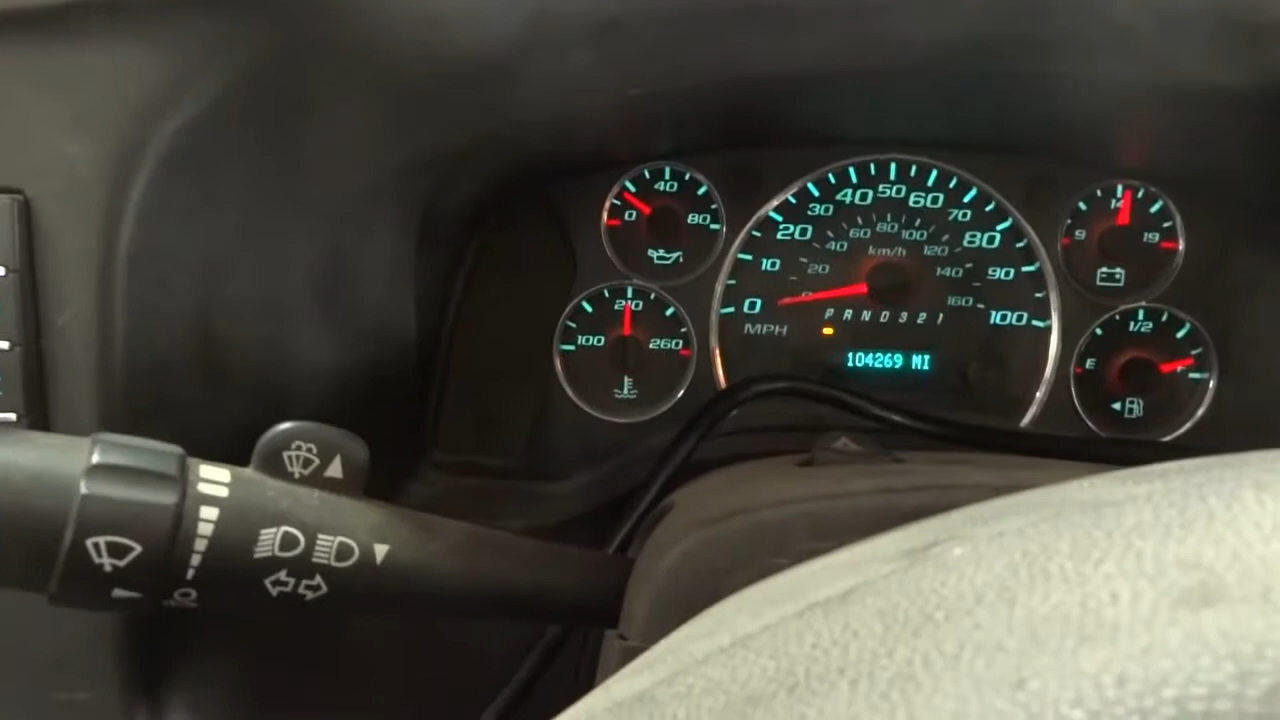 0 40 80
100 210 260
0 10 20 30 40 50 60 70 80 90 100
0 20 40 60 80 100 120 140 160
km/h
MPH
P R N D 3 2 1
104269 MI
9 14 19
E 1/2 F